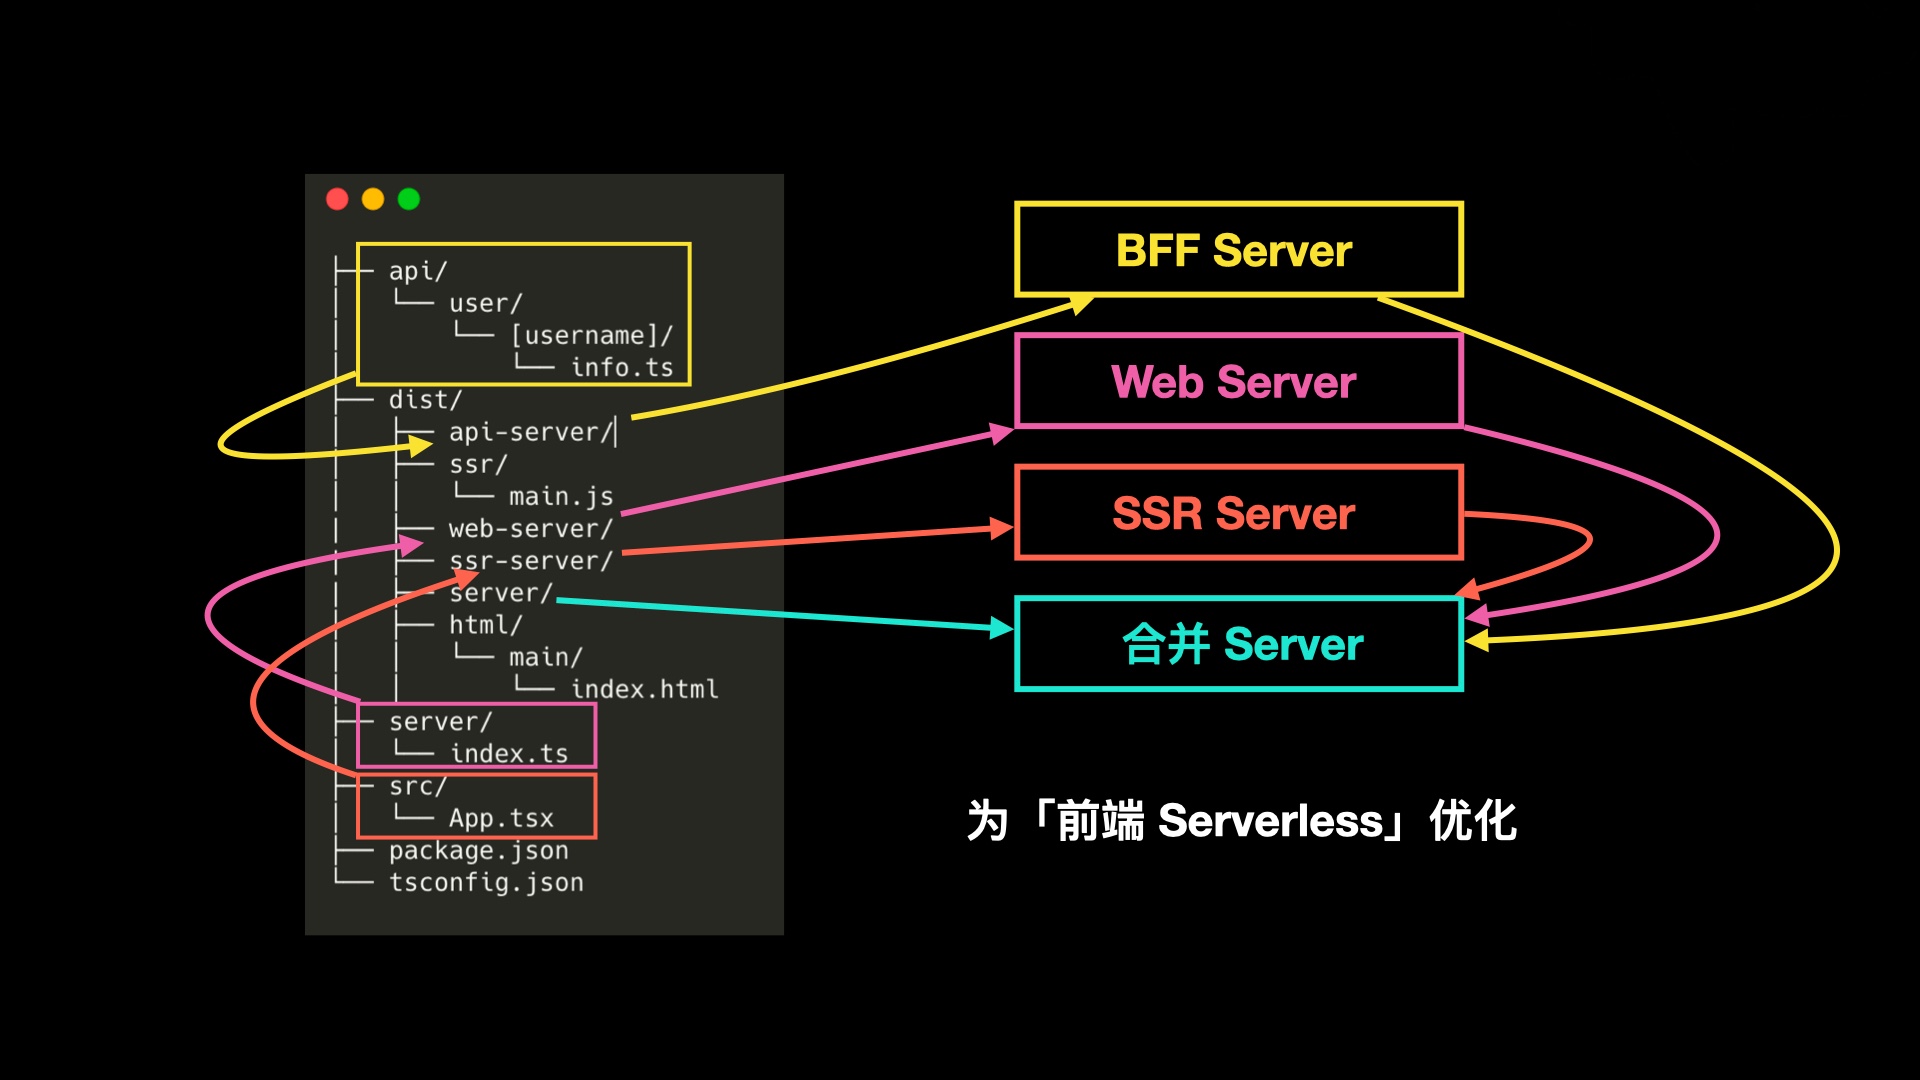 ├── api/
│   └── user/
│       └── [username]/
│           └── info.ts
├── dist/
│   ├── api-server/
│   ├── ssr/
│   │   └── main.js
│   ├── web-server/
│   ├── ssr-server/
│   ├── server/
│   ├── html/
│   │   └── main/
│   │       └── index.html
├── server/
│   └── index.ts
├── src/
│   └── App.tsx
├── package.json
└── tsconfig.json
BFF Server
Web Server
SSR Server
合并 Server
为「前端 Serverless」优化